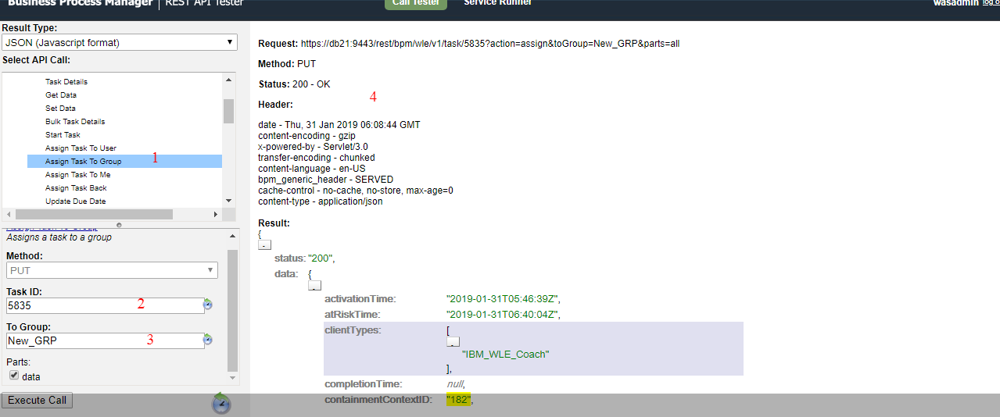 Business Process Manager | REST API Tester
Call Tester
Service Runner
wasadmin
Result Type:
JSON (Javascript format)
Select API Call:
Task Details
Get Data
Set Data
Bulk Task Details
Start Task
Assign Task To User
Assign Task To Group 1
Assign Task To Me
Assign Task Back
Update Due Date
Assign Task To Group
Assigns a task to a group
Method:
PUT
Task ID:
5835 2
To Group:
New_GRP 3
Parts:
data
Execute Call
Request: https://db21:9443/rest/bpm/wle/v1/task/5835?action=assign&toGroup=New_GRP&parts=all
Method: PUT
Status: 200 - OK
4
Header:
date - Thu, 31 Jan 2019 06:08:44 GMT
content-encoding - gzip
x-powered-by - Servlet/3.0
transfer-encoding - chunked
content-language - en-US
bpm_generic_header - SERVED
cache-control - no-cache, no-store, max-age=0
content-type - application/json
Result:
{
-
status: "200",
data: {
-
activationTime: "2019-01-31T05:46:39Z",
atRiskTime: "2019-01-31T06:40:04Z",
clientTypes: [
-
"IBM_WLE_Coach"
],
completionTime: null,
containmentContextID: "182",